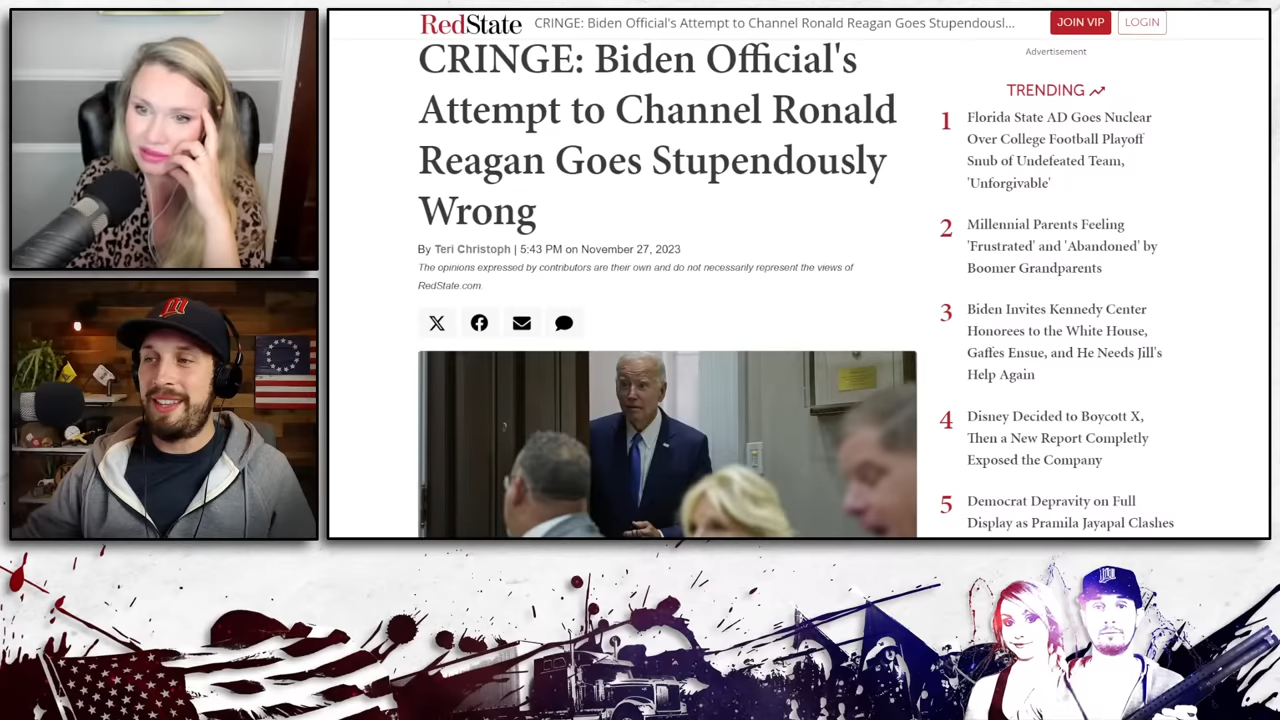 RedState
CRINGE: Biden Official's Attempt to Channel Ronald Reagan Goes Stupendousl...
JOIN VIP
LOGIN
CRINGE: Biden Official's
Attempt to Channel Ronald
Reagan Goes Stupendously
Wrong
By Teri Christoph | 5:43 PM on November 27, 2023
The opinions expressed by contributors are their own and do not necessarily represent the views of
RedState.com.
Advertisement
TRENDING
1
Florida State AD Goes Nuclear
Over College Football Playoff
Snub of Undefeated Team,
'Unforgivable'
2
Millennial Parents Feeling
'Frustrated' and 'Abandoned' by
Boomer Grandparents
3
Biden Invites Kennedy Center
Honorees to the White House,
Gaffes Ensue, and He Needs Jill's
Help Again
4
Disney Decided to Boycott X,
Then a New Report Completly
Exposed the Company
5
Democrat Depravity on Full
Display as Pramila Jayapal Clashes